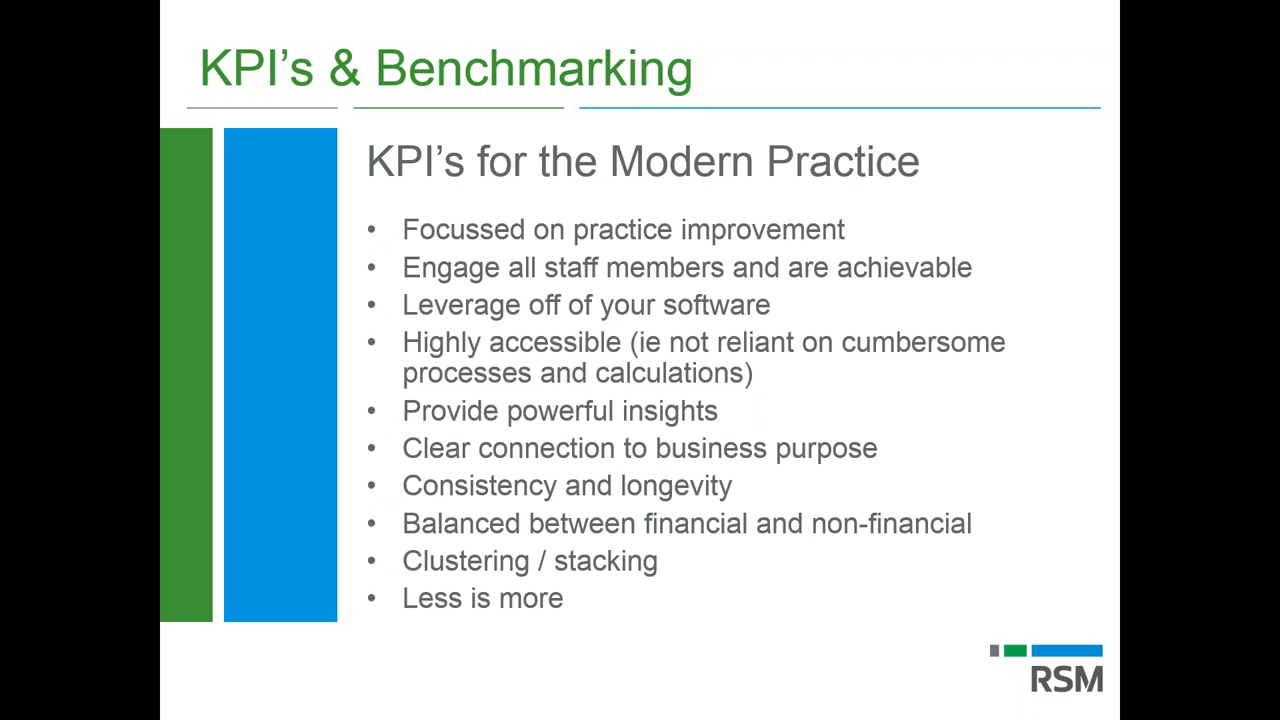 KPI’s & Benchmarking
KPI’s for the Modern Practice
• Focussed on practice improvement
• Engage all staff members and are achievable
• Leverage off of your software
• Highly accessible (ie not reliant on cumbersome
processes and calculations)
• Provide powerful insights
• Clear connection to business purpose
• Consistency and longevity
• Balanced between financial and non-financial
• Clustering / stacking
• Less is more
RSM